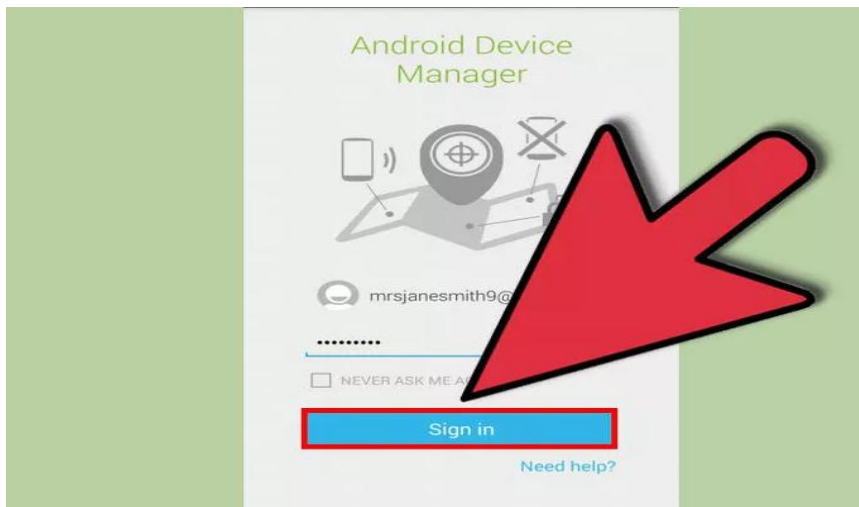 Android Device
Manager
mrsjanesmith9@
•••••••••
NEVER ASK ME
Sign in
Need help?